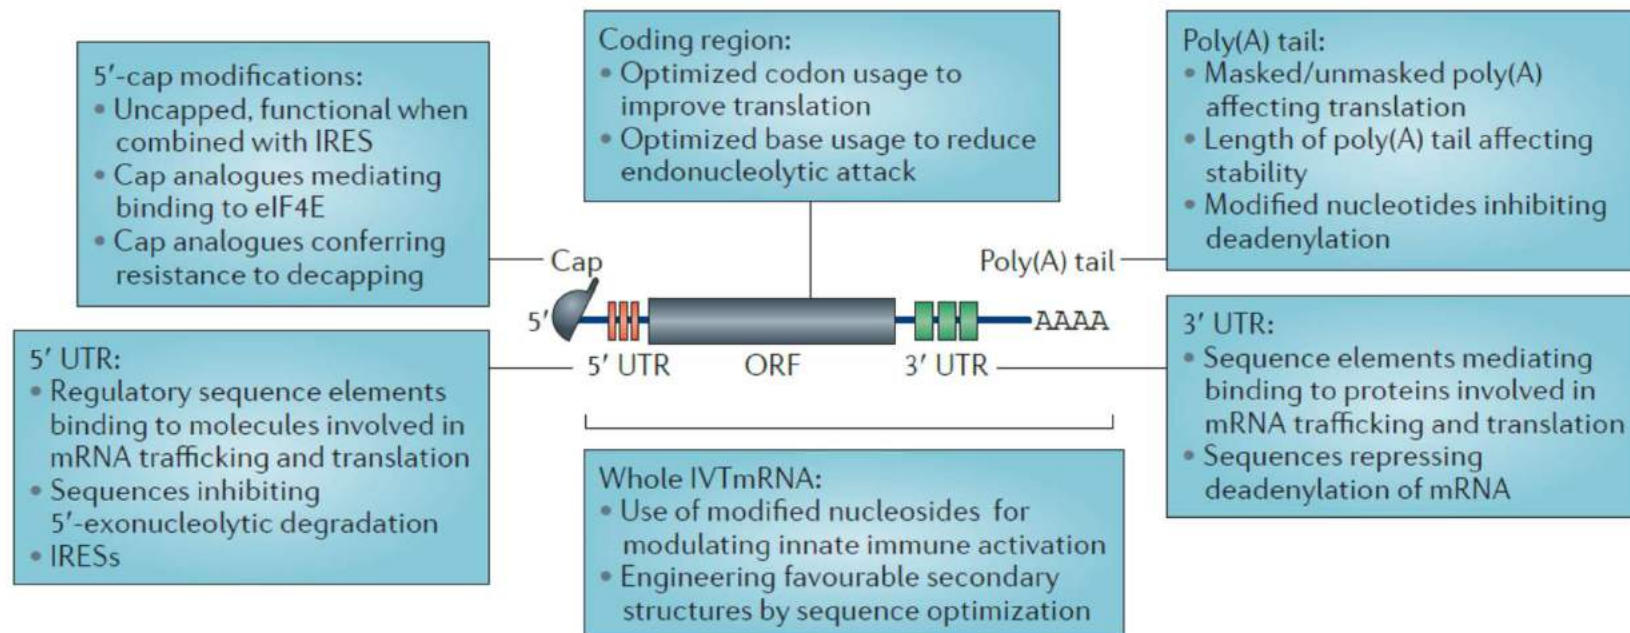 5′-cap modifications:
• Uncapped, functional when
combined with IRES
• Cap analogues mediating
binding to eIF4E
• Cap analogues conferring
resistance to decapping
Coding region:
• Optimized codon usage to
improve translation
• Optimized base usage to reduce
endonucleolytic attack
Poly(A) tail:
• Masked/unmasked poly(A)
affecting translation
• Length of poly(A) tail affecting
stability
• Modified nucleotides inhibiting
deadenylation
Cap
Poly(A) tail
5′
AAAA
5′ UTR
ORF
3′ UTR
5′ UTR:
• Regulatory sequence elements
binding to molecules involved in
mRNA trafficking and translation
• Sequences inhibiting
5′-exonucleolytic degradation
• IRESs
Whole IVTmRNA:
• Use of modified nucleosides for
modulating innate immune activation
• Engineering favourable secondary
structures by sequence optimization
3′ UTR:
• Sequence elements mediating
binding to proteins involved in
mRNA trafficking and translation
• Sequences repressing
deadenylation of mRNA